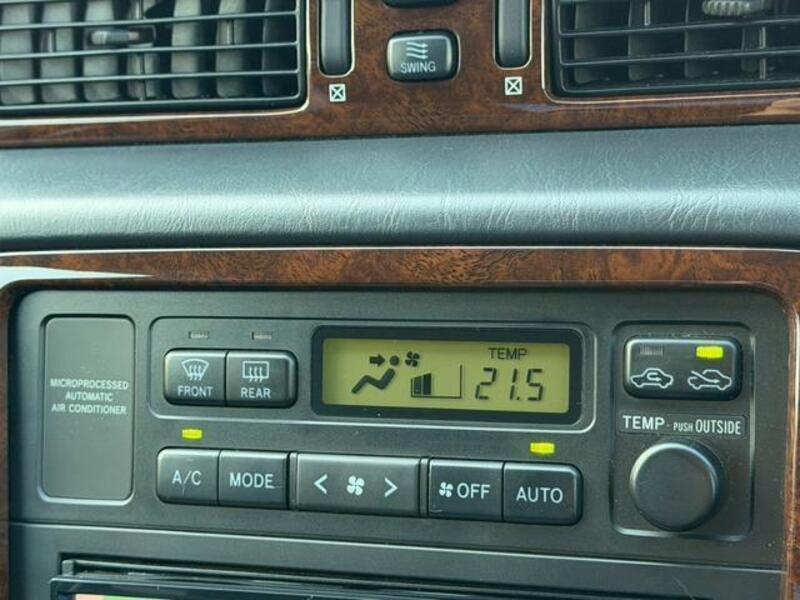 SWING
MICROPROCESSED
AUTOMATIC
AIR CONDITIONER
FRONT
REAR
TEMP
21.5
TEMP - PUSH OUTSIDE
A/C
MODE
< >
OFF
AUTO